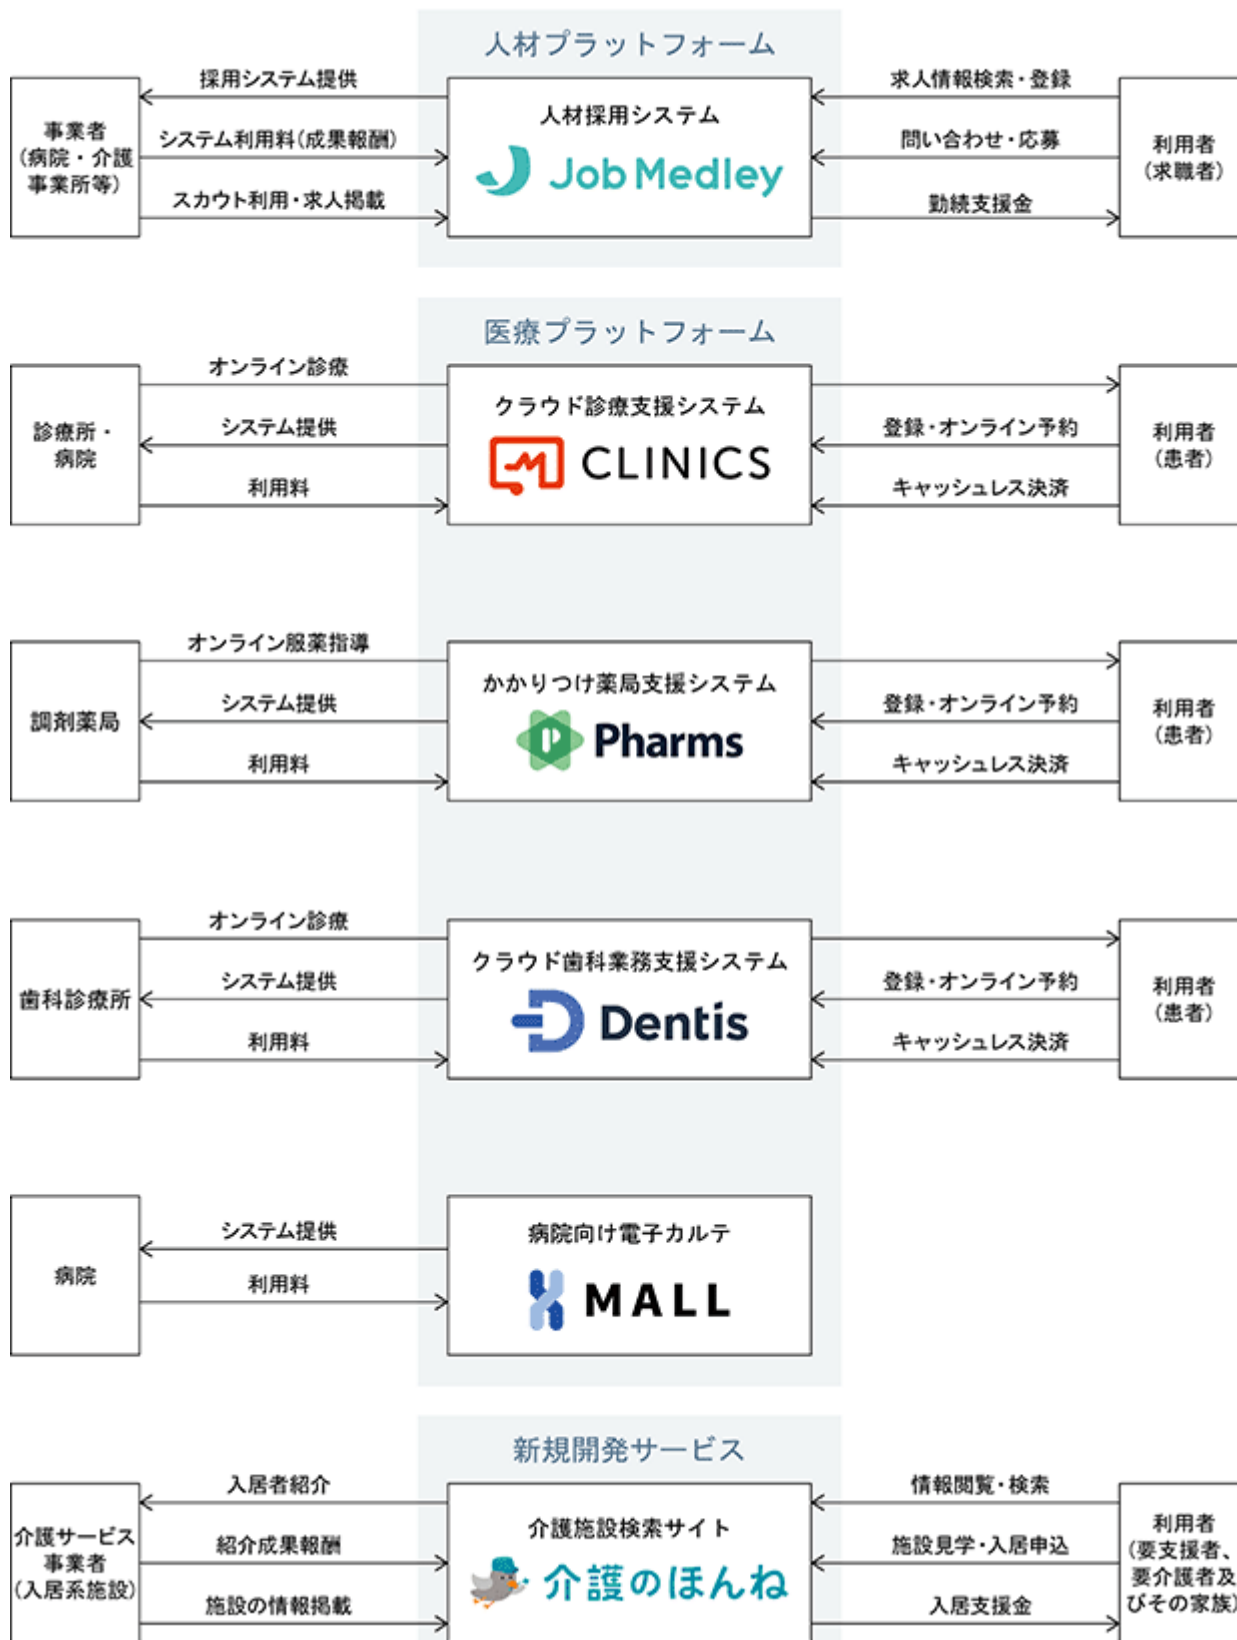 人材プラットフォーム
事業者
(病院・介護
事業所等)
採用システム提供
システム利用料(成果報酬)
スカウト利用・求人掲載
人材採用システム
Job Medley
求人情報検索・登録
問い合わせ・応募
勤続支援金
利用者
(求職者)
医療プラットフォーム
診療所・
病院
オンライン診療
システム提供
利用料
クラウド診療支援システム
CLINICS
登録・オンライン予約
キャッシュレス決済
利用者
(患者)
調剤薬局
オンライン服薬指導
システム提供
利用料
かかりつけ薬局支援システム
Pharms
登録・オンライン予約
キャッシュレス決済
利用者
(患者)
歯科診療所
オンライン診療
システム提供
利用料
クラウド歯科業務支援システム
Dentis
登録・オンライン予約
キャッシュレス決済
利用者
(患者)
病院
システム提供
利用料
病院向け電子カルテ
MALL
新規開発サービス
介護サービス
事業者
(入居系施設)
入居者紹介
紹介成果報酬
施設の情報掲載
介護施設検索サイト
介護のほんね
情報閲覧・検索
施設見学・入居申込
入居支援金
利用者
(要支援者、
要介護者及
びその家族)